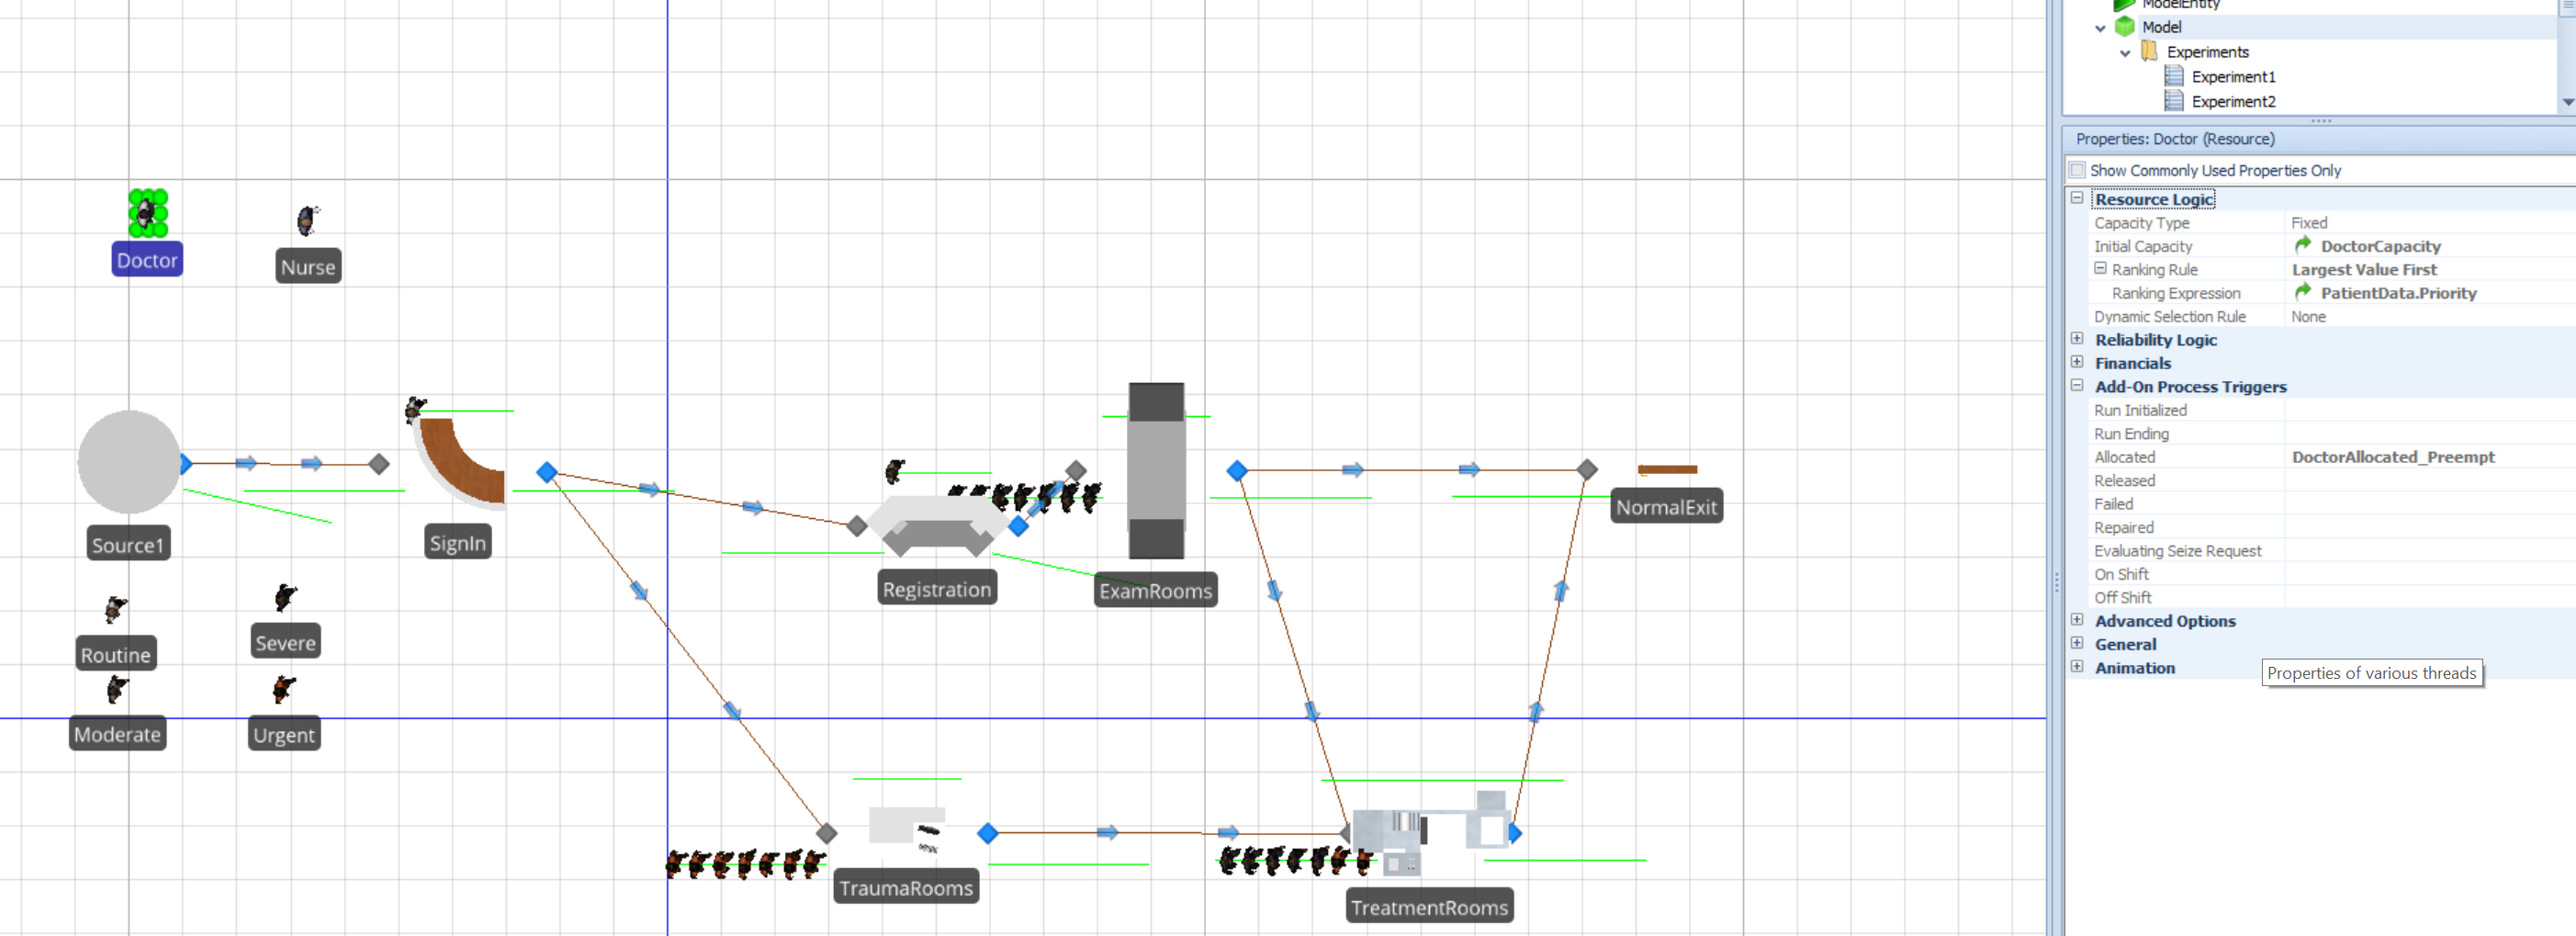 Doctor
Nurse
Source1
SignIn
Routine
Severe
Moderate
Urgent
Registration
ExamRooms
NormalExit
TraumaRooms
TreatmentRooms
ModelEntity
Model
Experiments
Experiment1
Experiment2
Properties: Doctor (Resource)
Show Commonly Used Properties Only
Resource Logic
Capacity Type Fixed
Initial Capacity DoctorCapacity
Ranking Rule Largest Value First
Ranking Expression PatientData.Priority
Dynamic Selection Rule None
Reliability Logic
Financials
Add-On Process Triggers
Run Initialized
Run Ending
Allocated DoctorAllocated_Preempt
Released
Failed
Repaired
Evaluating Seize Request
On Shift
Off Shift
Advanced Options
General
Animation
Properties of various threads